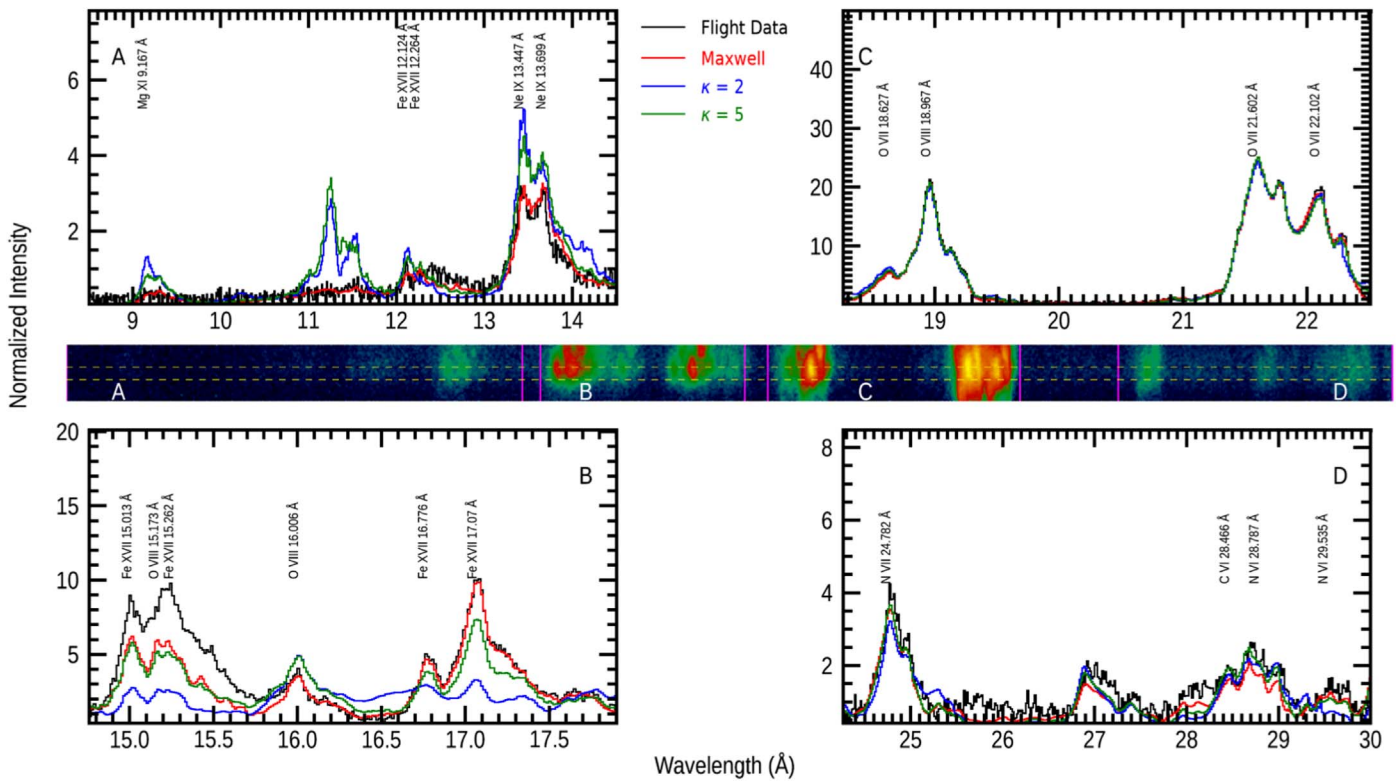 A
Mg XI 9.167 Å
Fe XVII 12.124 Å
Fe XVII 12.264 Å
Ne IX 13.447 Å
Ne IX 13.699 Å
2
4
6
9
10
11
12
13
14
Flight Data
Maxwell
κ = 2
κ = 5
C
O VII 18.627 Å
O VIII 18.967 Å
O VII 21.602 Å
O VII 22.102 Å
10
20
30
40
19
20
21
22
Normalized Intensity
A
B
C
D
B
Fe XVII 15.013 Å
O VIII 15.173 Å
Fe XVII 15.262 Å
O VIII 16.006 Å
Fe XVII 16.776 Å
Fe XVII 17.07 Å
5
10
15
20
15.0
15.5
16.0
16.5
17.0
17.5
D
N VII 24.782 Å
C VI 28.466 Å
N VI 28.787 Å
N VI 29.535 Å
2
4
6
8
25
26
27
28
29
30
Wavelength (Å)